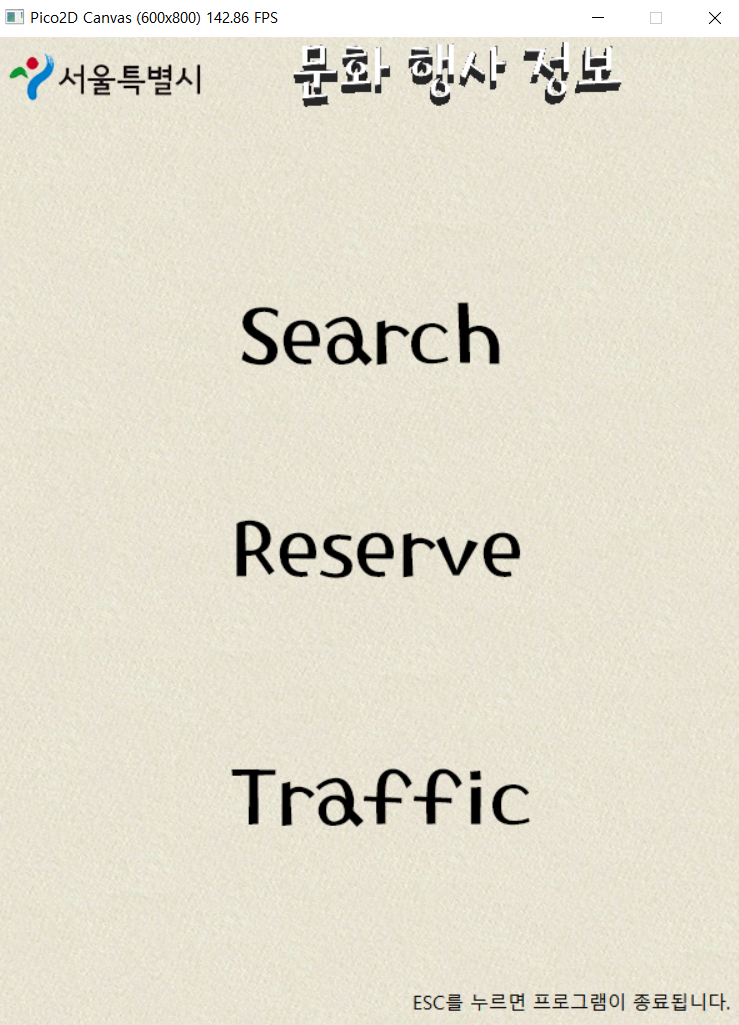 Pico2D Canvas (600x800) 142.86 FPS
서울특별시
문화 행사 정보
Search
Reserve
Traffic
ESC를 누르면 프로그램이 종료됩니다.